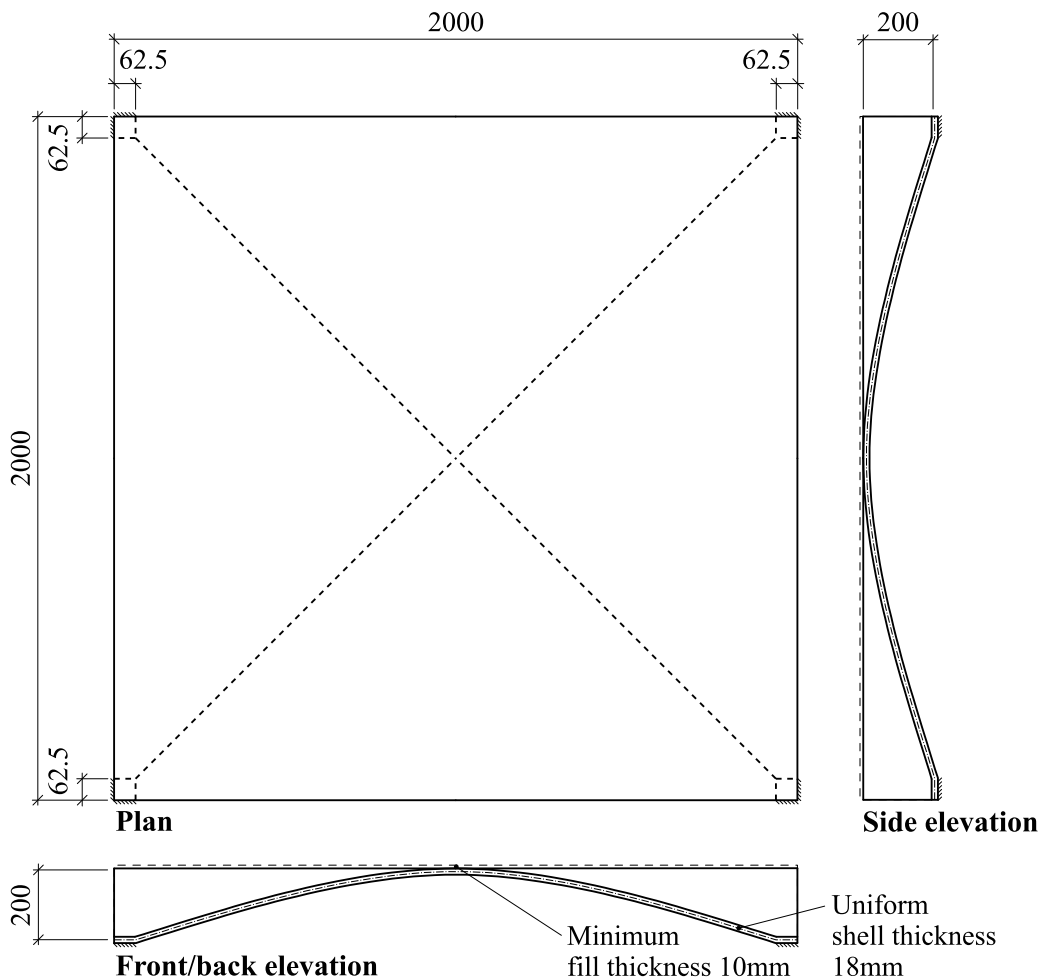 2000
200
62.5
62.5
62.5
2000
62.5
Plan
Side elevation
200
Uniform
shell thickness
18mm
Minimum
fill thickness 10mm
Front/back elevation